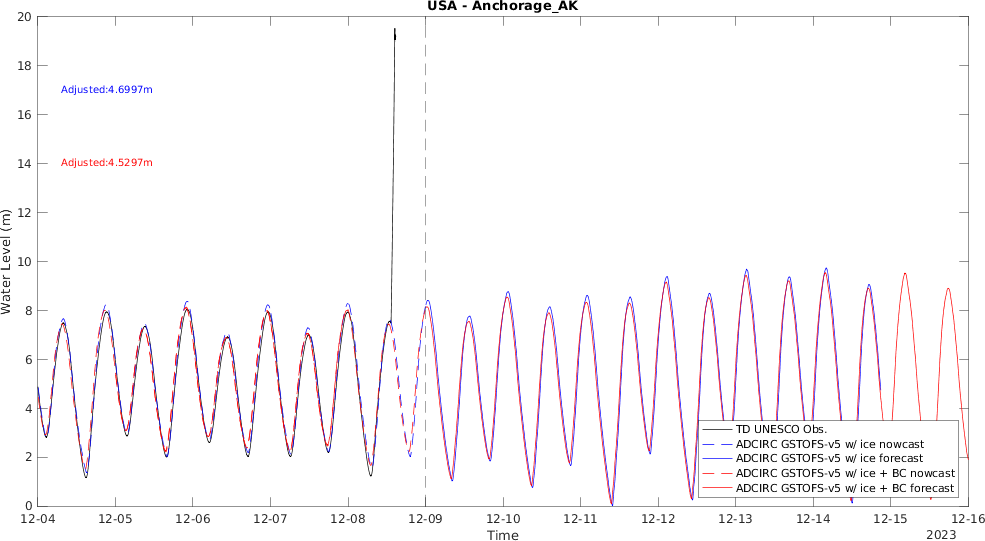 USA - Anchorage_AK
20
18
16
14
12
10
8
6
4
2
0
Water Level (m)
Adjusted:4.6997m
Adjusted:4.5297m
TD UNESCO Obs.
ADCIRC GSTOFS-v5 w/ ice nowcast
ADCIRC GSTOFS-v5 w/ ice forecast
ADCIRC GSTOFS-v5 w/ ice + BC nowcast
ADCIRC GSTOFS-v5 w/ ice + BC forecast
12-04 12-05 12-06 12-07 12-08 12-09 12-10 12-11 12-12 12-13 12-14 12-15 12-16
Time
2023